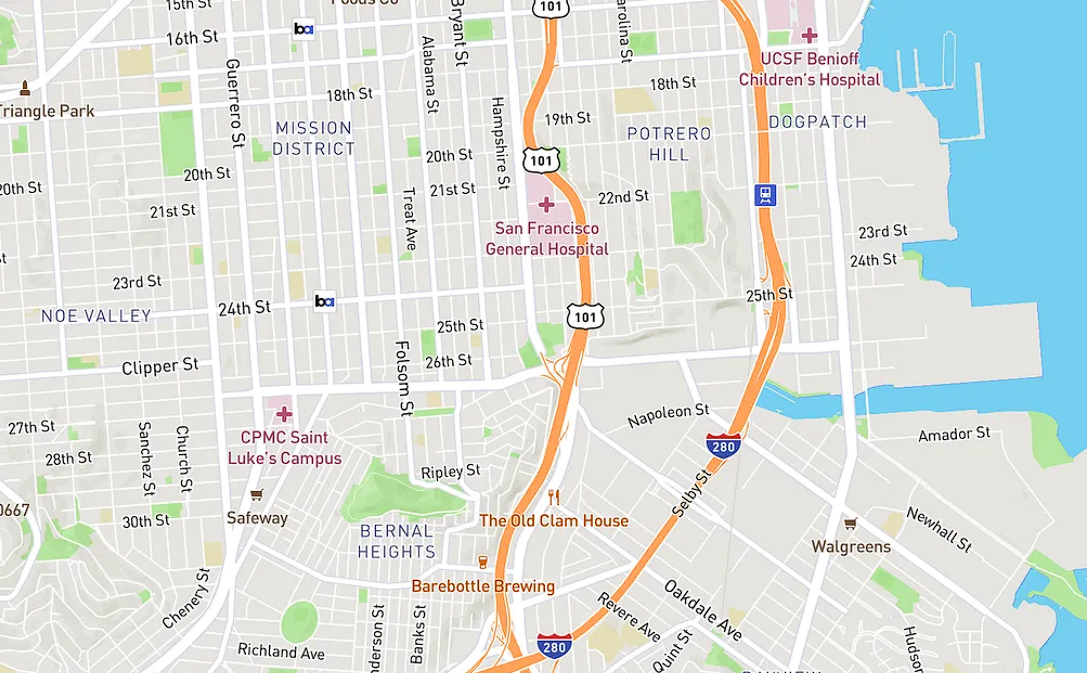 15th St
Foods Co
101
16th St
Bryant St
Carolina St
UCSF Benioff
Children's Hospital
Triangle Park
Guerrero St
Alabama St
18th St
18th St
Hampshire St
19th St
MISSION
DISTRICT
POTRERO
HILL
DOGPATCH
20th St
101
20th St
20th St
21st St
22nd St
21st St
Treat Ave
San Francisco
General Hospital
23rd St
24th St
23rd St
25th St
24th St
NOE VALLEY
101
25th St
26th St
Clipper St
Folsom St
Napoleon St
27th St
CPMC Saint
Luke's Campus
280
Amador St
28th St
Sanchez St
Church St
Ripley St
Selby St
0667
30th St
Safeway
The Old Clam House
BERNAL
HEIGHTS
Newhall St
Walgreens
Barebottle Brewing
Chenery St
Revere Ave
Oakdale Ave
Banks St
Quint St
280
Richland Ave